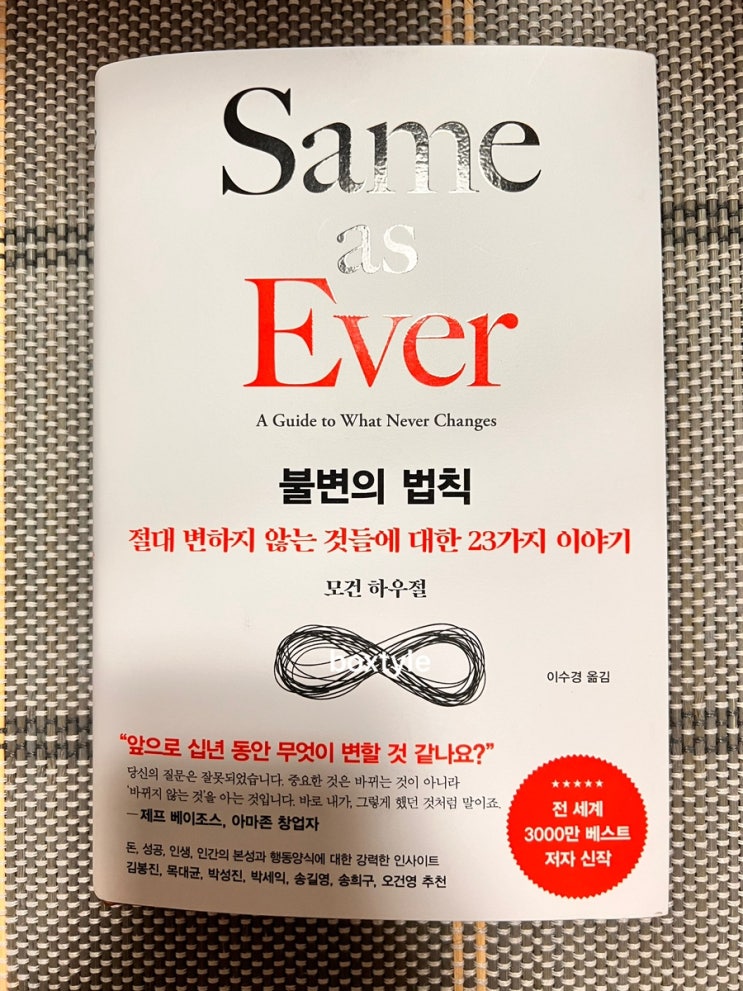 Same
as
Ever
A Guide to What Never Changes
불변의 법칙
절대 변하지 않는 것들에 대한 23가지 이야기
모건 하우절
boxtyle
이수경 옮김
“앞으로 십년 동안 무엇이 변할 것 같나요?”
당신의 질문은 잘못되었습니다. 중요한 것은 바뀌는 것이 아니라
‘바뀌지 않는 것’을 아는 것입니다. 바로 내가, 그렇게 했던 것처럼 말이죠.
─ 제프 베이조스, 아마존 창업자
돈, 성공, 인생, 인간의 본성과 행동양식에 대한 강력한 인사이트
김봉진, 목대균, 박성진, 박세익, 송길영, 송희구, 오건영 추천
★★★★★
전 세계
3000만 베스트
저자 신작